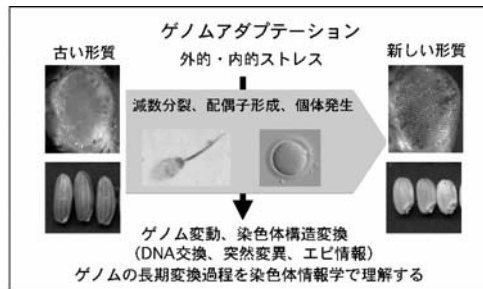 ゲノムアダプテーション
外的・内的ストレス
古い形質
新しい形質
減数分裂、配偶子形成、個体発生
ゲノム変動、染色体構造変換
(DNA交換、突然変異、エピ情報)
ゲノムの長期変換過程を染色体情報学で理解する